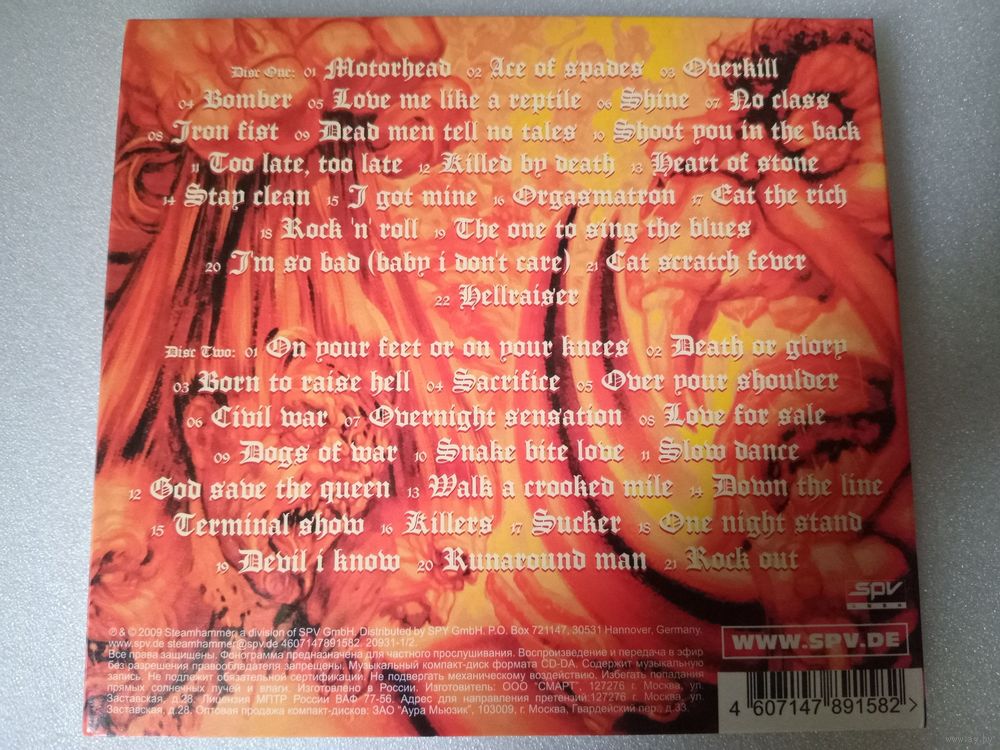 Disc One: 01 Motorhead 02 Ace of spades 03 Overkill
04 Bomber 05 Love me like a reptile 06 Shine 07 No class
08 Iron fist 09 Dead men tell no tales 10 Shoot you in the back
11 Too late, too late 12 Killed by death 13 Heart of stone
14 Stay clean 15 I got mine 16 Orgasmatron 17 Eat the rich
18 Rock 'n' roll 19 The one to sing the blues
20 I'm so bad (baby i don't care) 21 Cat scratch fever
22 Hellraiser
Disc Two: 01 On your feet or on your knees 02 Death or glory
03 Born to raise hell 04 Sacrifice 05 Over your shoulder
06 Civil war 07 Overnight sensation 08 Love for sale
09 Dogs of war 10 Snake bite love 11 Slow dance
12 God save the queen 13 Walk a crooked mile 14 Down the line
15 Terminal show 16 Killers 17 Sucker 18 One night stand
19 Devil i know 20 Runaround man 21 Rock out
spv
WWW.SPV.DE
℗ & © 2009 Steamhammer, a division of SPV GmbH, Distributed by SPY GmbH. P.O. Box 721147, 30531 Hannover, Germany.
www.spv.de steamhammer@spv.de 4607147891582. 20931-1/2.
Все права защищены. Фонограмма предназначена для частного прослушивания. Воспроизведение и передача в эфир
без разрешения правообладателя запрещены. Музыкальный компакт-диск формата CD-DA. Содержит музыкальную
запись. Не подлежит обязательной сертификации. Не подвергать механическому воздействию. Избегать попадания
прямых солнечных лучей и влаги. Изготовлено в России. Изготовитель: ООО "СМАРТ". 127276 г. Москва, ул.
Заставская, д.28. Лицензия МПТР России ВАФ 77-56. Адрес для направления претензий:127276 г. Москва, ул.
Заставская, д.28. Оптовая продажа компакт-дисков: ЗАО "Аура Мьюзик", 103009, г. Москва, Гвардейский пер., д.33.
4 607147 891582 >
www.ay.by